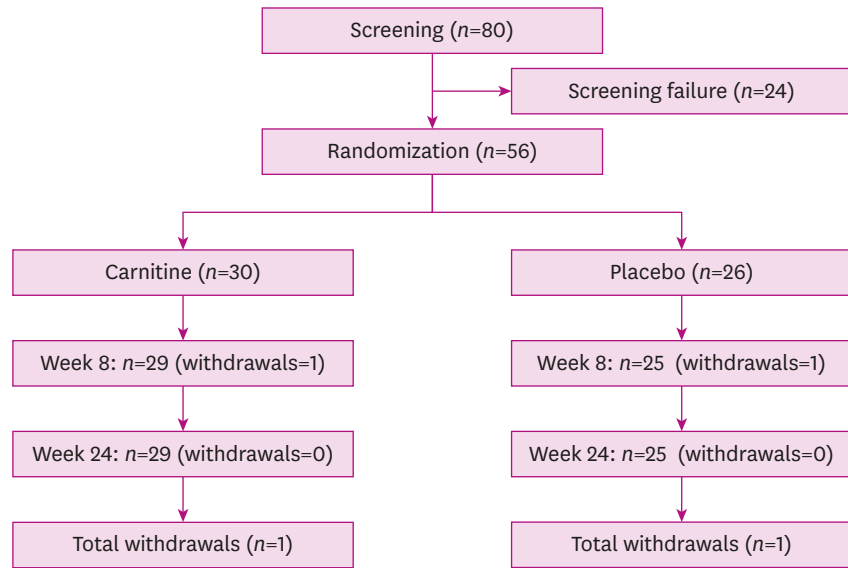 Screening (n=80)
Screening failure (n=24)
Randomization (n=56)
Carnitine (n=30)
Placebo (n=26)
Week 8: n=29 (withdrawals=1)
Week 8: n=25 (withdrawals=1)
Week 24: n=29 (withdrawals=0)
Week 24: n=25 (withdrawals=0)
Total withdrawals (n=1)
Total withdrawals (n=1)